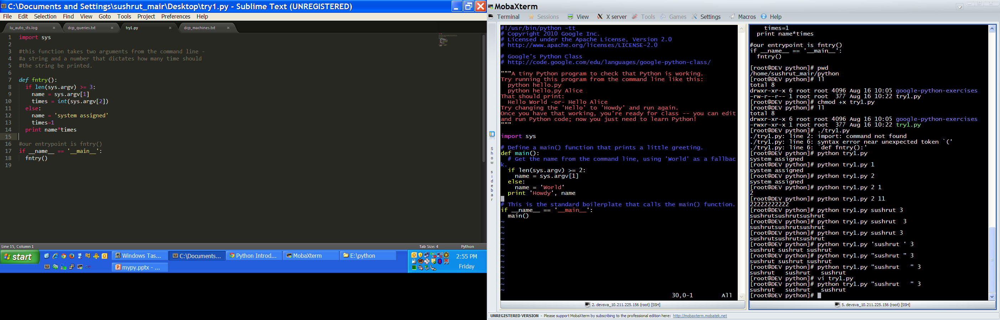 C:\Documents and Settings\sushrut_mair\Desktop\try1.py - Sublime Text (UNREGISTERED)
File Edit Selection Find View Goto Tools Project Preferences Help
lu_auto_sts.log dcp_queries.txt try1.py dcp_machines.txt
1 import sys
2
3 #this function takes two arguments from the command line -
4 #a string and a number that dictates how many time should
5 #the string be printed.
6
7 def fntry():
8   if len(sys.argv) >= 3:
9     name = sys.argv[1]
10     times = int(sys.argv[2])
11   else:
12     name = 'system assigned'
13     times=1
14   print name*times
15
16 #our entrypoint is fntry()
17 if __name__ == '__main__':
18   fntry()
19
Line 15, Column 1 Tab Size: 4 Python
start Windows Tas... C:\Documents... Python Introd... MobaXterm E:\python 2:55 PM
mypy.pptx - ... Friday
MobaXterm
Terminal Sessions View X server Tools Games Settings Macros Help
Show sidebar
#!/usr/bin/python -tt
# Copyright 2010 Google Inc.
# Licensed under the Apache License, Version 2.0
# http://www.apache.org/licenses/LICENSE-2.0

# Google's Python Class
# http://code.google.com/edu/languages/google-python-class/

"""A tiny Python program to check that Python is working.
Try running this program from the command line like this:
  python hello.py
  python hello.py Alice
That should print:
  Hello World -or- Hello Alice
Try changing the 'Hello' to 'Howdy' and run again.
Once you have that working, you're ready for class -- you can edit
and run Python code; now you just need to learn Python!
"""

import sys

# Define a main() function that prints a little greeting.
def main():
  # Get the name from the command line, using 'World' as a fallbac
k.
  if len(sys.argv) >= 2:
    name = sys.argv[1]
  else:
    name = 'World'
  print 'Howdy', name

# This is the standard boilerplate that calls the main() function.
if __name__ == '__main__':
  main()
~
~
~
~
~
~
~
~
~
~
~
~
~
30,0-1 All
2. devsva_10.211.225.156 (root) [SSH]
    times=1
  print name*times

#our entrypoint is fntry()
if __name__ == '__main__':
  fntry()

[root@DEV python]# pwd
/home/sushrut_mair/python
[root@DEV python]# ll
total 8
drwxr-xr-x 6 root root 4096 Aug 16 10:05 google-python-exercises
-rw-r--r-- 1 root root  377 Aug 16 10:22 try1.py
[root@DEV python]# chmod +x try1.py
[root@DEV python]# ll
total 8
drwxr-xr-x 6 root root 4096 Aug 16 10:05 google-python-exercises
-rwxr-xr-x 1 root root  377 Aug 16 10:22 try1.py
[root@DEV python]# ./try1.py
./try1.py: line 2: import: command not found
./try1.py: line 6: syntax error near unexpected token `('
./try1.py: line 6: `def fntry():'
[root@DEV python]# python try1.py
system assigned
[root@DEV python]# python try1.py 1
system assigned
[root@DEV python]# python try1.py 2
system assigned
[root@DEV python]# python try1.py 2 1
2
[root@DEV python]# python try1.py 2 11
22222222222
[root@DEV python]# python try1.py sushrut 3
sushrutsushrutsushrut
[root@DEV python]# python try1.py sushrut  3
sushrutsushrutsushrut
[root@DEV python]# python try1.py sushrut 3
sushrutsushrutsushrut
[root@DEV python]# python try1.py 'sushrut ' 3
sushrut sushrut sushrut
[root@DEV python]# python try1.py "sushrut " 3
sushrut sushrut sushrut
[root@DEV python]# python try1.py "sushrut   " 3
sushrut   sushrut   sushrut
[root@DEV python]# vi try1.py
[root@DEV python]# python try1.py "sushrut   " 3
sushrut   sushrut   sushrut
[root@DEV python]#
5. devsva_10.211.225.156 (root) [SSH]
UNREGISTERED VERSION - Please support MobaXterm by subscribing to the professional edition here: http://mobaxterm.mobatek.net